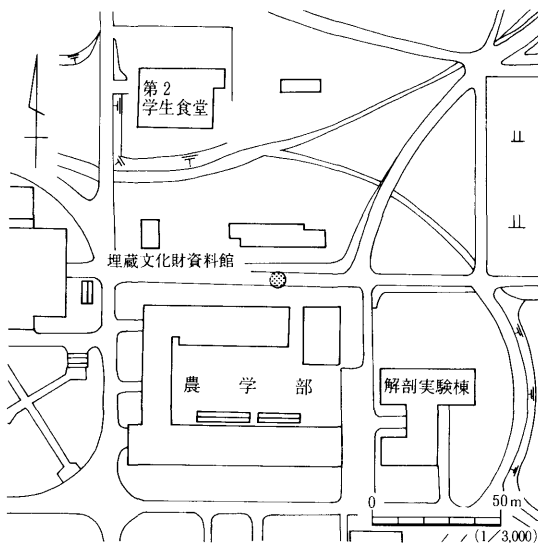 第2
学生食堂
埋蔵文化財資料館
農学部
解剖実験棟
0 50m
(1/3,000)